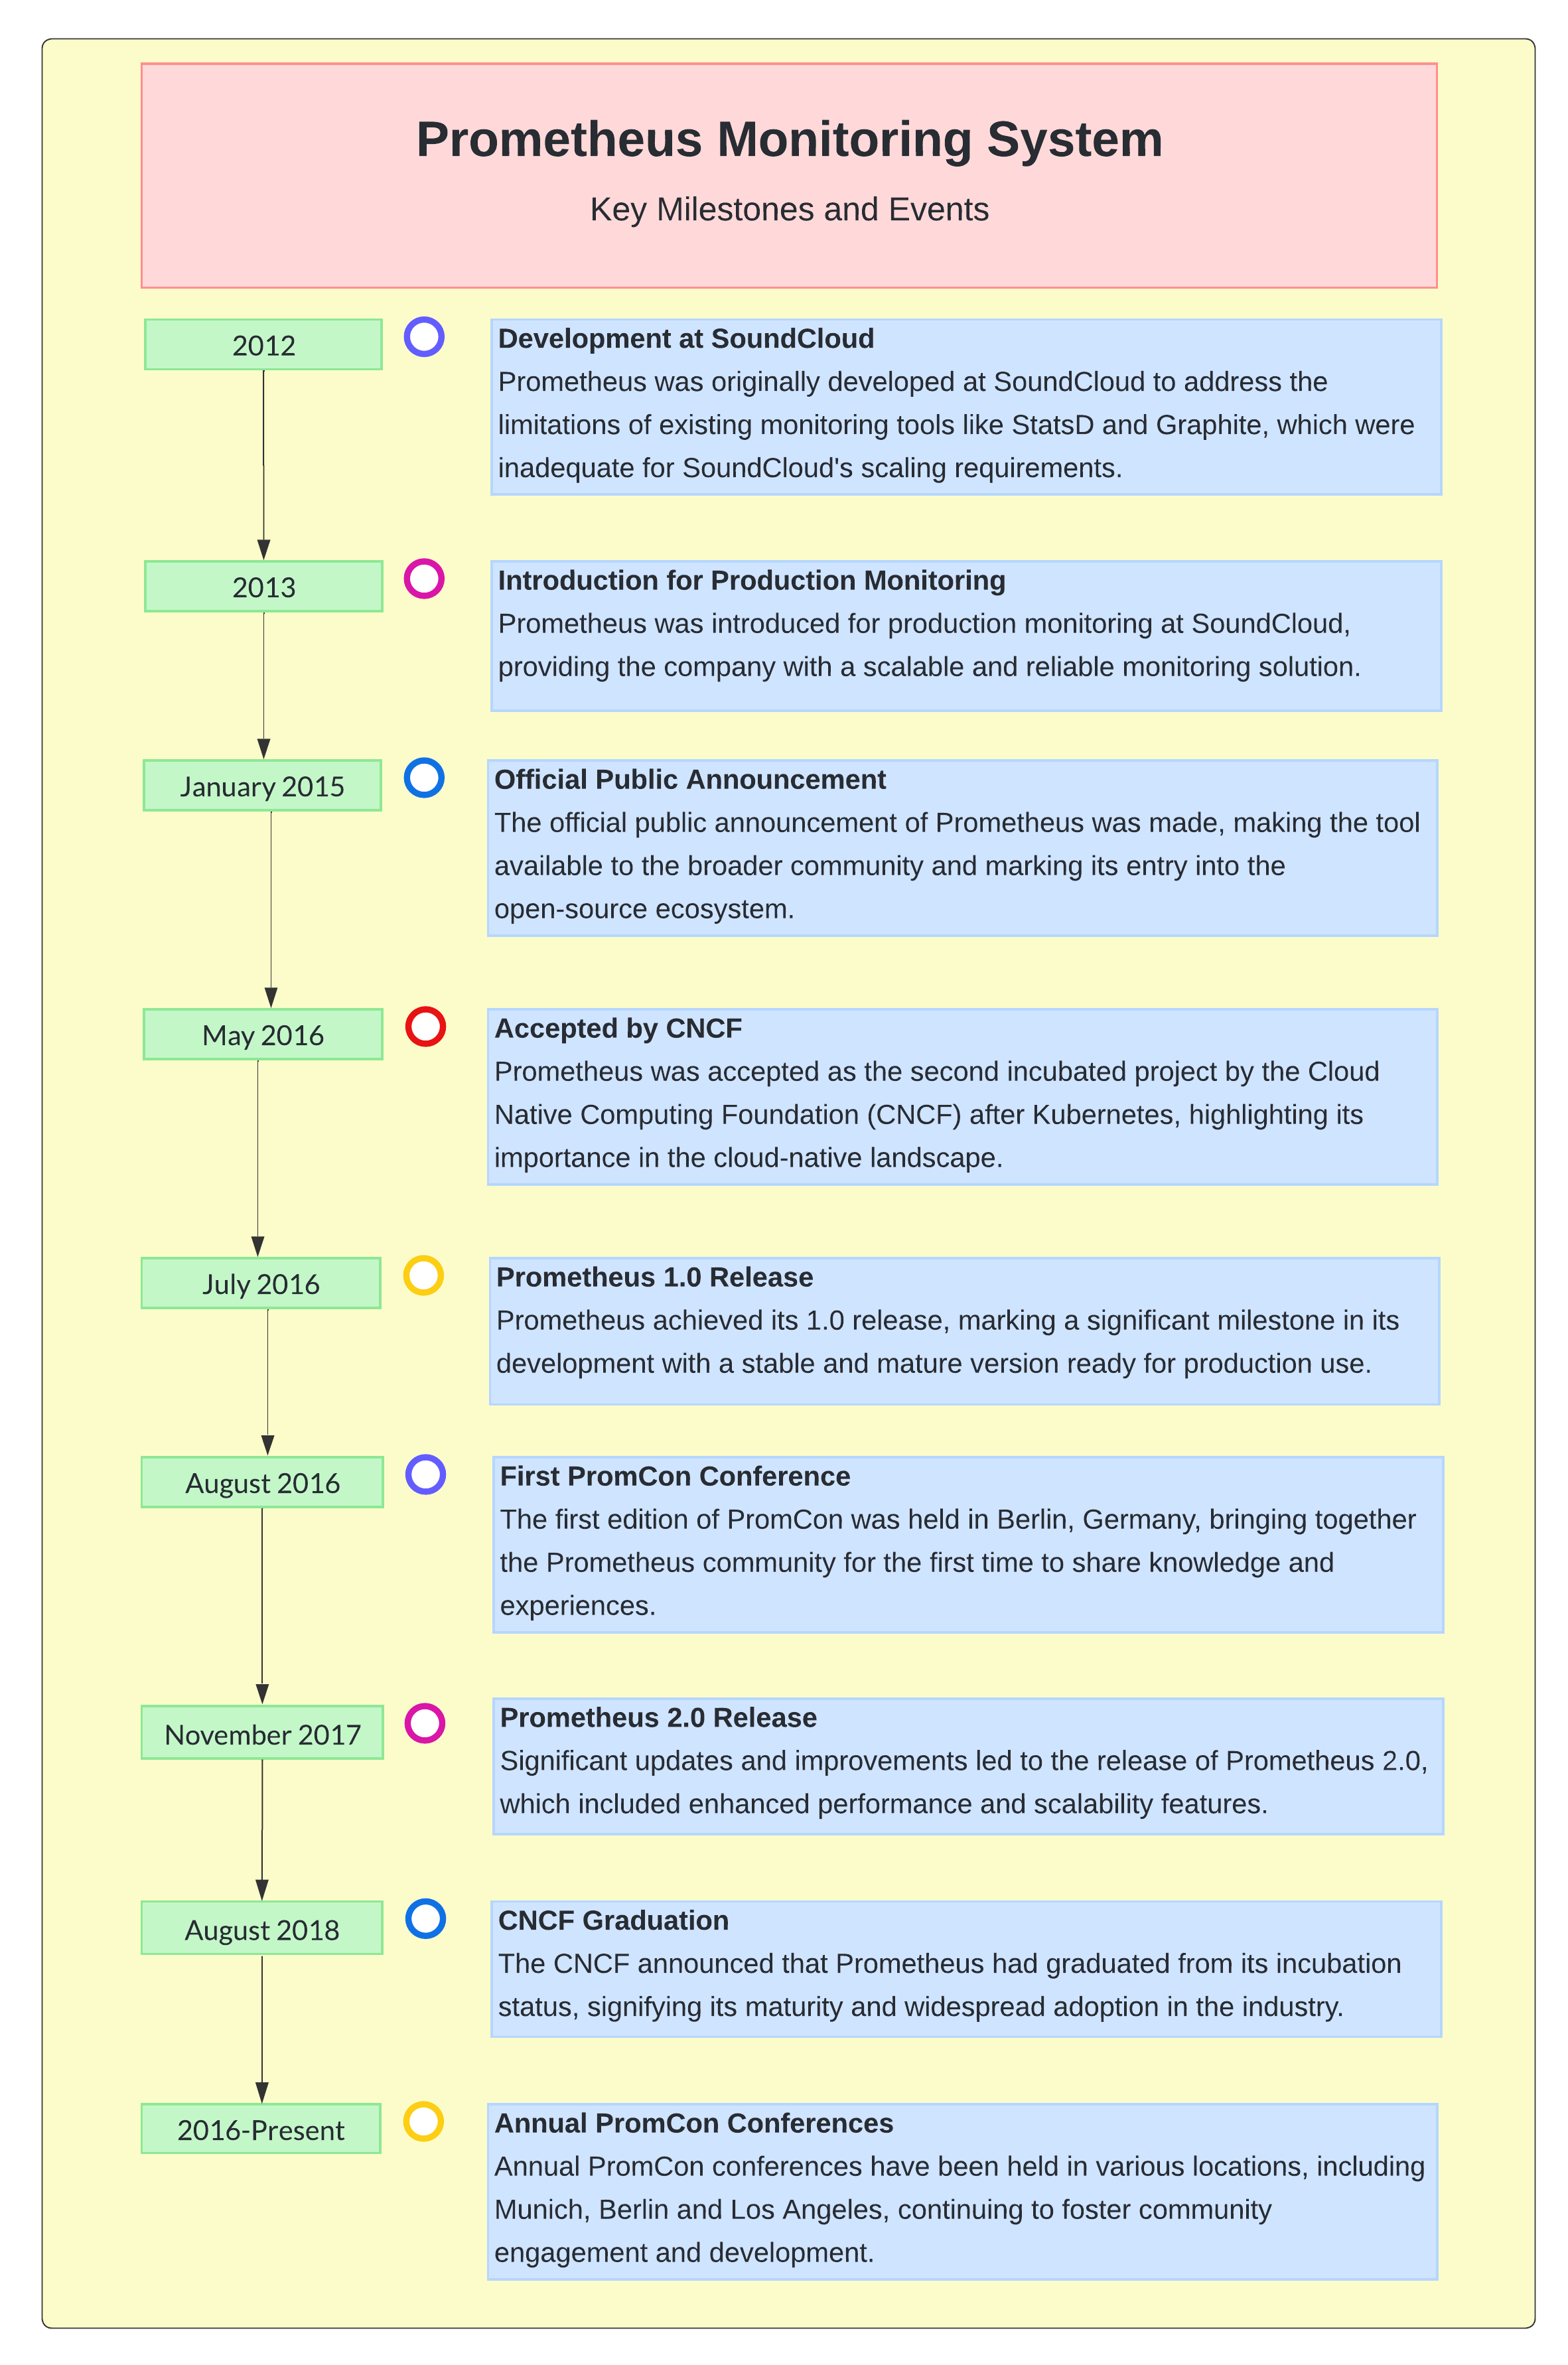 Prometheus Monitoring System
Key Milestones and Events
2012
Development at SoundCloud
Prometheus was originally developed at SoundCloud to address the
limitations of existing monitoring tools like StatsD and Graphite, which were
inadequate for SoundCloud's scaling requirements.
2013
Introduction for Production Monitoring
Prometheus was introduced for production monitoring at SoundCloud,
providing the company with a scalable and reliable monitoring solution.
January 2015
Official Public Announcement
The official public announcement of Prometheus was made, making the tool
available to the broader community and marking its entry into the
open-source ecosystem.
May 2016
Accepted by CNCF
Prometheus was accepted as the second incubated project by the Cloud
Native Computing Foundation (CNCF) after Kubernetes, highlighting its
importance in the cloud-native landscape.
July 2016
Prometheus 1.0 Release
Prometheus achieved its 1.0 release, marking a significant milestone in its
development with a stable and mature version ready for production use.
August 2016
First PromCon Conference
The first edition of PromCon was held in Berlin, Germany, bringing together
the Prometheus community for the first time to share knowledge and
experiences.
November 2017
Prometheus 2.0 Release
Significant updates and improvements led to the release of Prometheus 2.0,
which included enhanced performance and scalability features.
August 2018
CNCF Graduation
The CNCF announced that Prometheus had graduated from its incubation
status, signifying its maturity and widespread adoption in the industry.
2016-Present
Annual PromCon Conferences
Annual PromCon conferences have been held in various locations, including
Munich, Berlin and Los Angeles, continuing to foster community
engagement and development.